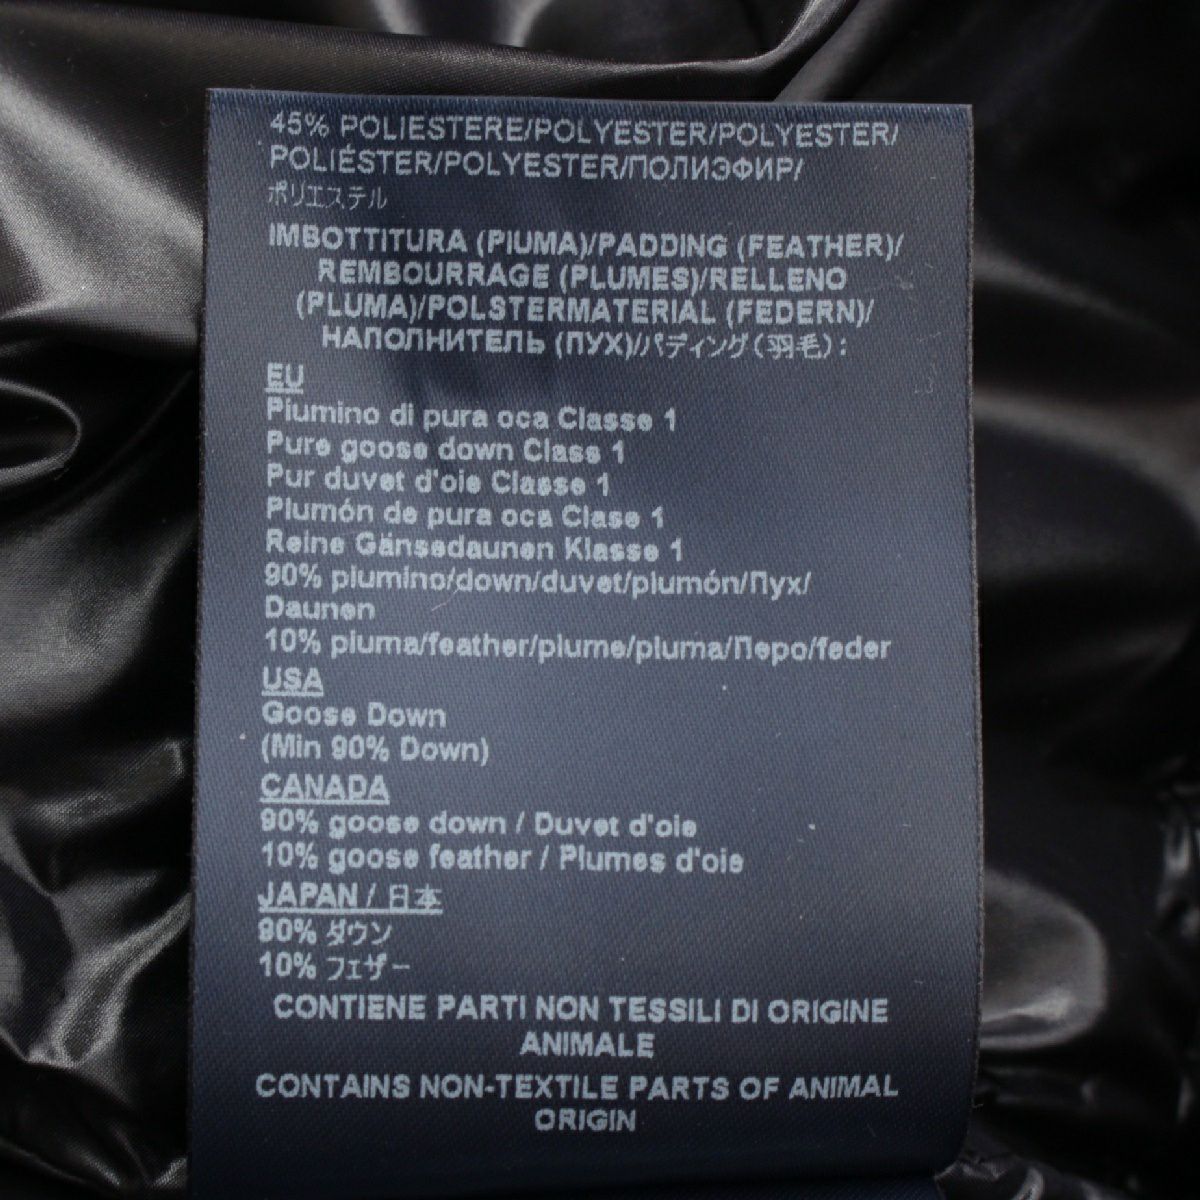 45% POLIESTERE/POLYESTER/POLYESTER/
POLIÉSTER/POLYESTER/ПОЛИЭФИР/
ポリエステル
IMBOTTITURA (PIUMA)/PADDING (FEATHER)/
REMBOURRAGE (PLUMES)/RELLENO
(PLUMA)/POLSTERMATERIAL (FEDERN)/
НАПОЛНИТЕЛЬ (ПУХ)/パディング(羽毛):
EU
Piumino di pura oca Classe 1
Pure goose down Class 1
Pur duvet d'oie Classe 1
Plumón de pura oca Clase 1
Reine Gänsedaunen Klasse 1
90% piumino/down/duvet/plumón/Пух/
Daunen
10% piuma/feather/plume/pluma/Перо/feder
USA
Goose Down
(Min 90% Down)
CANADA
90% goose down / Duvet d'oie
10% goose feather / Plumes d'oie
JAPAN / 日本
90% ダウン
10% フェザー
CONTIENE PARTI NON TESSILI DI ORIGINE
ANIMALE
CONTAINS NON-TEXTILE PARTS OF ANIMAL
ORIGIN